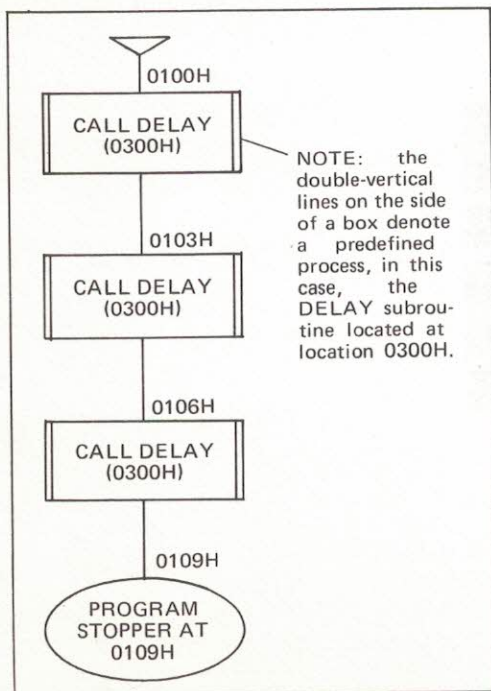 0100H
CALL DELAY
(0300H)
NOTE: the
double-vertical
lines on the side
of a box denote
a predefined
process, in this
case, the
DELAY subrou-
tine located at
location 0300H.
0103H
CALL DELAY
(0300H)
0106H
CALL DELAY
(0300H)
0109H
PROGRAM
STOPPER AT
0109H